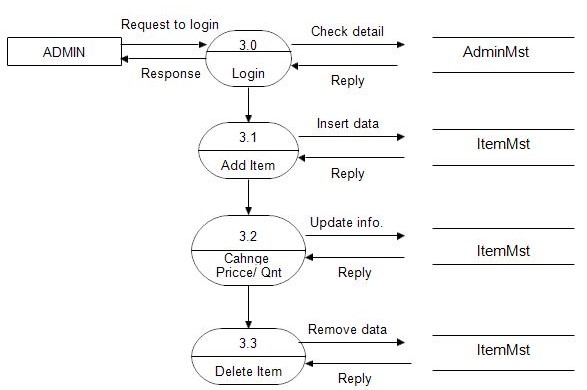 Request to login
ADMIN
Response
3.0
Login
Check detail
Reply
AdminMst
3.1
Add Item
Insert data
Reply
ItemMst
3.2
Cahnge
Pricce/ Qnt
Update info.
Reply
ItemMst
3.3
Delete Item
Remove data
Reply
ItemMst